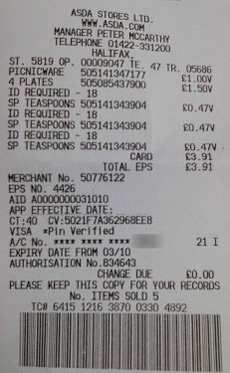 ASDA STORES LTD.
WWW.ASDA.COM
MANAGER PETER MCCARTHY
TELEPHONE 01422-331200
HALIFAX
ST. 5819 OP. 00009047 TE. 47 TR. 05686
PICNICWARE 505141347177 £1.00V
4 PLATES 505085437900 £1.50V
ID REQUIRED - 18
SP TEASPOONS 505141343904 £0.47V
ID REQUIRED - 18
SP TEASPOONS 505141343904 £0.47V
ID REQUIRED - 18
SP TEASPOONS 505141343904 £0.47V
CARD £3.91
TOTAL EPS £3.91
MERCHANT No. 50776122
EPS NO. 4426
AID A0000000031010
APP EFFECTIVE DATE:
CT:40 CV:5021F7A362968EE8
VISA *Pin Verified
A/C No. **** **** **** 21 I
EXPIRY DATE FROM 03/10
AUTHORISATION No.834643
CHANGE DUE £0.00
PLEASE KEEP THIS COPY FOR YOUR RECORDS
No. ITEMS SOLD 5
TC# 6415 1216 3870 0330 4892